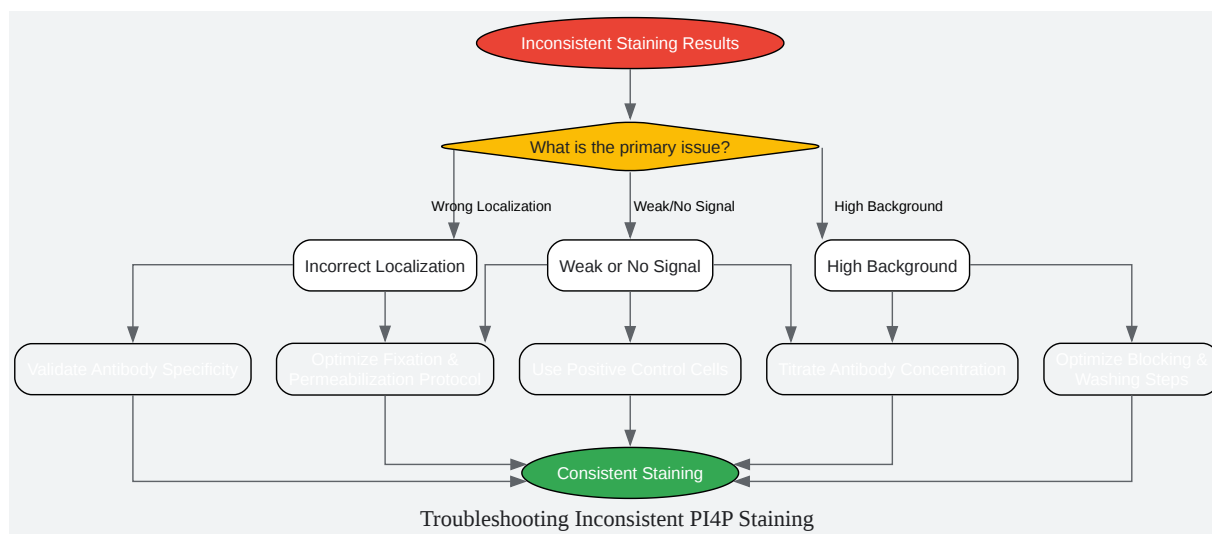 Inconsistent Staining Results
What is the primary issue?
Wrong Localization
Weak/No Signal
High Background
Incorrect Localization
Weak or No Signal
High Background
Validate Antibody Specificity
Optimize Fixation &
Permeabilization Protocol
Use Positive Control Cells
Titrate Antibody Concentration
Optimize Blocking &
Washing Steps
Consistent Staining
Troubleshooting Inconsistent PI4P Staining